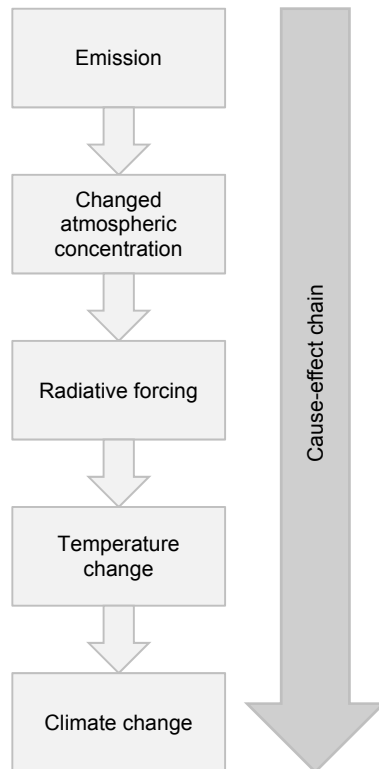 Emission
Changed
atmospheric
concentration
Radiative forcing
Temperature
change
Climate change
Cause-effect chain